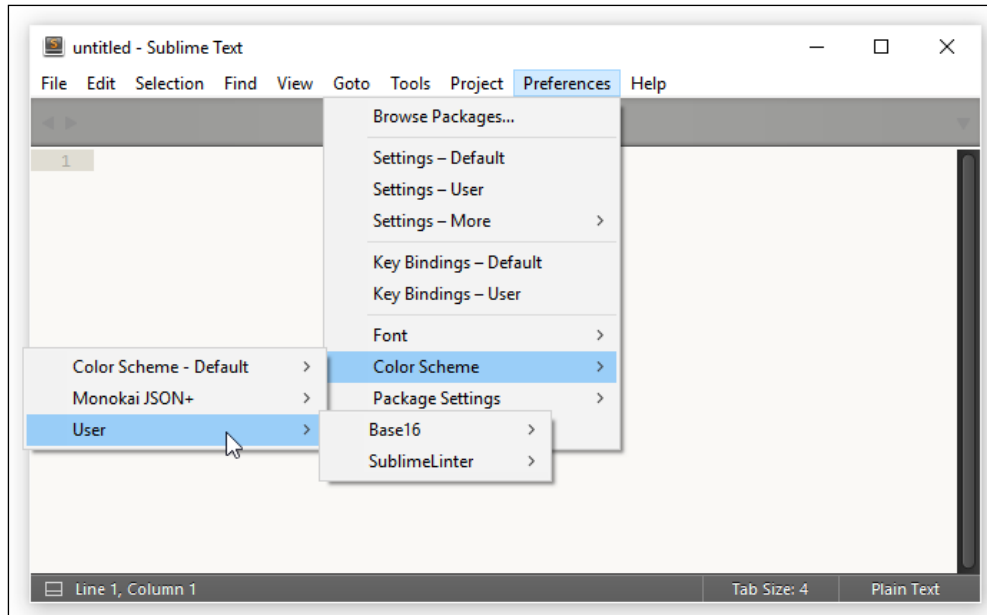 untitled - Sublime Text
File Edit Selection Find View Goto Tools Project Preferences Help
Browse Packages...
1
Settings – Default
Settings – User
Settings – More
Key Bindings – Default
Key Bindings – User
Font
Color Scheme - Default
Color Scheme
Monokai JSON+
Package Settings
User
Base16
SublimeLinter
Line 1, Column 1
Tab Size: 4
Plain Text